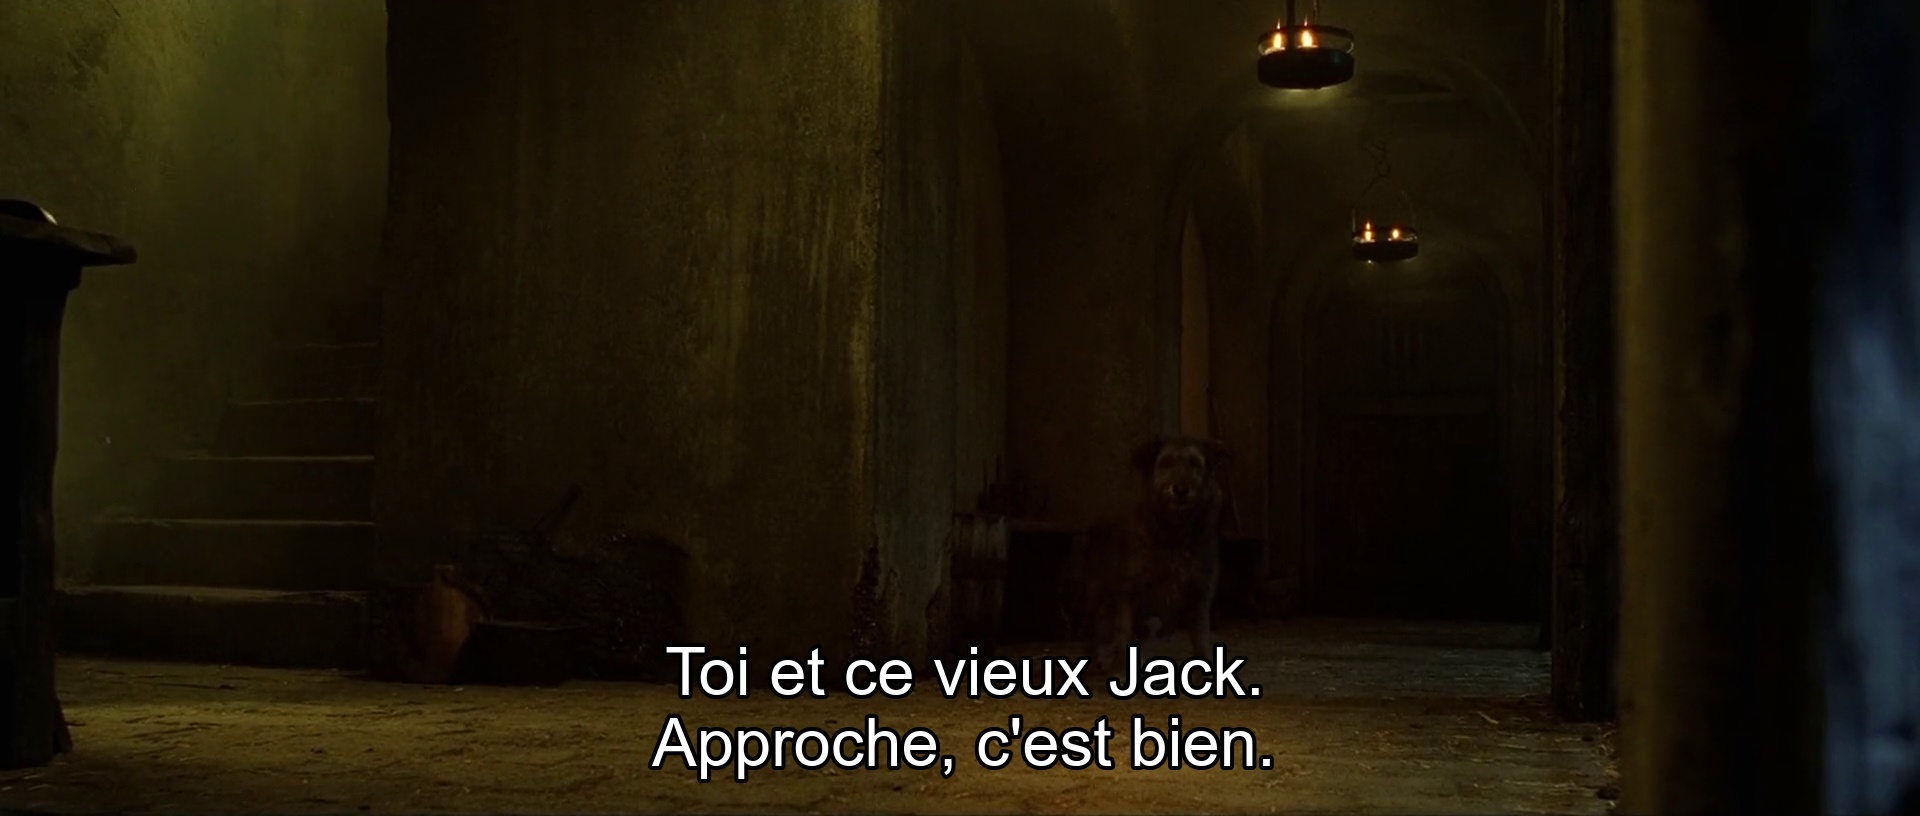 Toi et ce vieux Jack.
Approche, c'est bien.